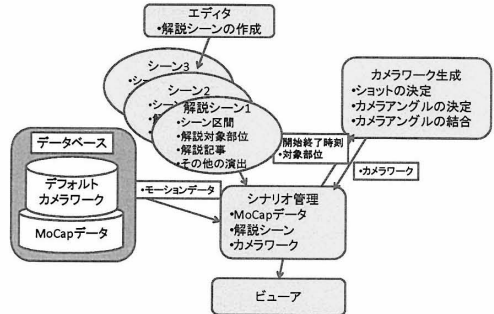 エディタ
•解説シーンの作成
シーン3
シーン2
解説シーン1
•シーン区間
•解説対象部位
•解説記事
•その他の演出
カメラワーク生成
•ショットの決定
•カメラアングルの決定
•カメラアングルの結合
開始終了時刻
•対象部位
•カメラワーク
データベース
デフォルト
カメラワーク
MoCapデータ
•モーションデータ
シナリオ管理
•MoCapデータ
•解説シーン
•カメラワーク
ビューア